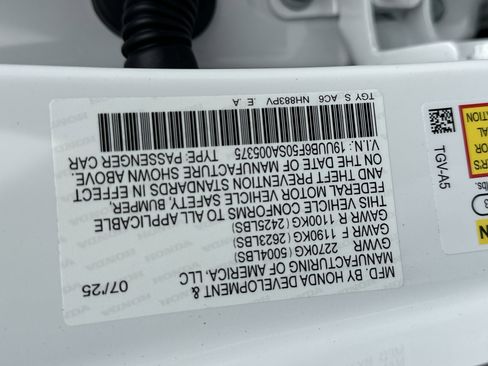 MFD. BY HONDA DEVELOPMENT &
MANUFACTURING OF AMERICA, LLC 07/25
GVWR 2270KG (5004LBS)
GAWR F 1190KG (2623LBS)
GAWR R 1100KG (2425LBS)
THIS VEHICLE CONFORMS TO ALL APPLICABLE
FEDERAL MOTOR VEHICLE SAFETY, BUMPER,
AND THEFT PREVENTION STANDARDS IN EFFECT
ON THE DATE OF MANUFACTURE SHOWN ABOVE.
V.I.N.: 19UUB6F50SA005375 TYPE: PASSENGER CAR
TGY S AC6 NH883PV E A
TGV-A5